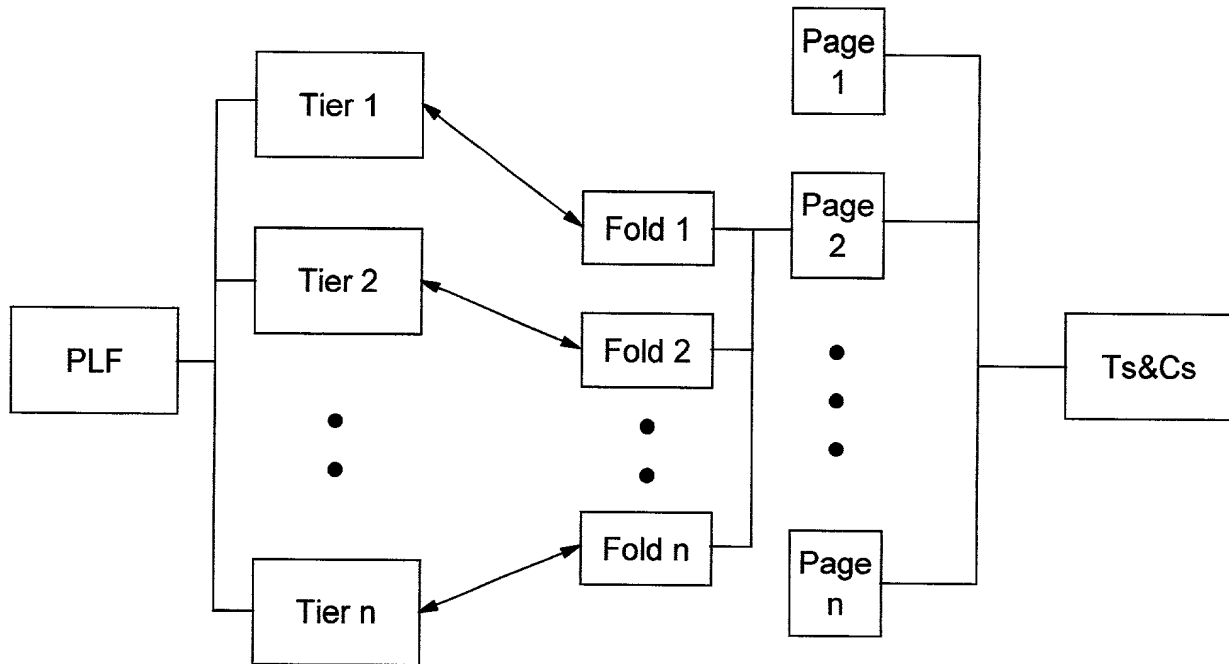 PLF
Tier 1
Tier 2
Tier n
Fold 1
Fold 2
Fold n
Page
1
Page
2
Page
n
Ts&Cs